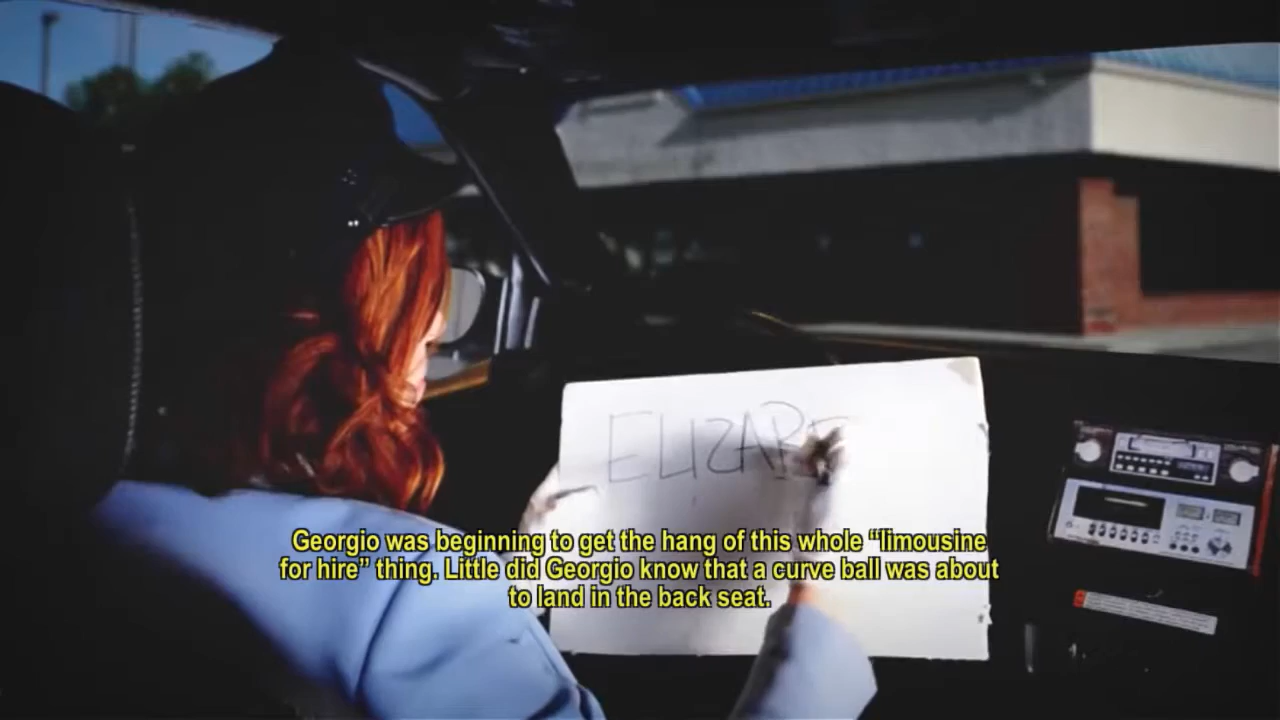 ELIZABE
Georgio was beginning to get the hang of this whole “limousine
for hire” thing. Little did Georgio know that a curve ball was about
to land in the back seat.